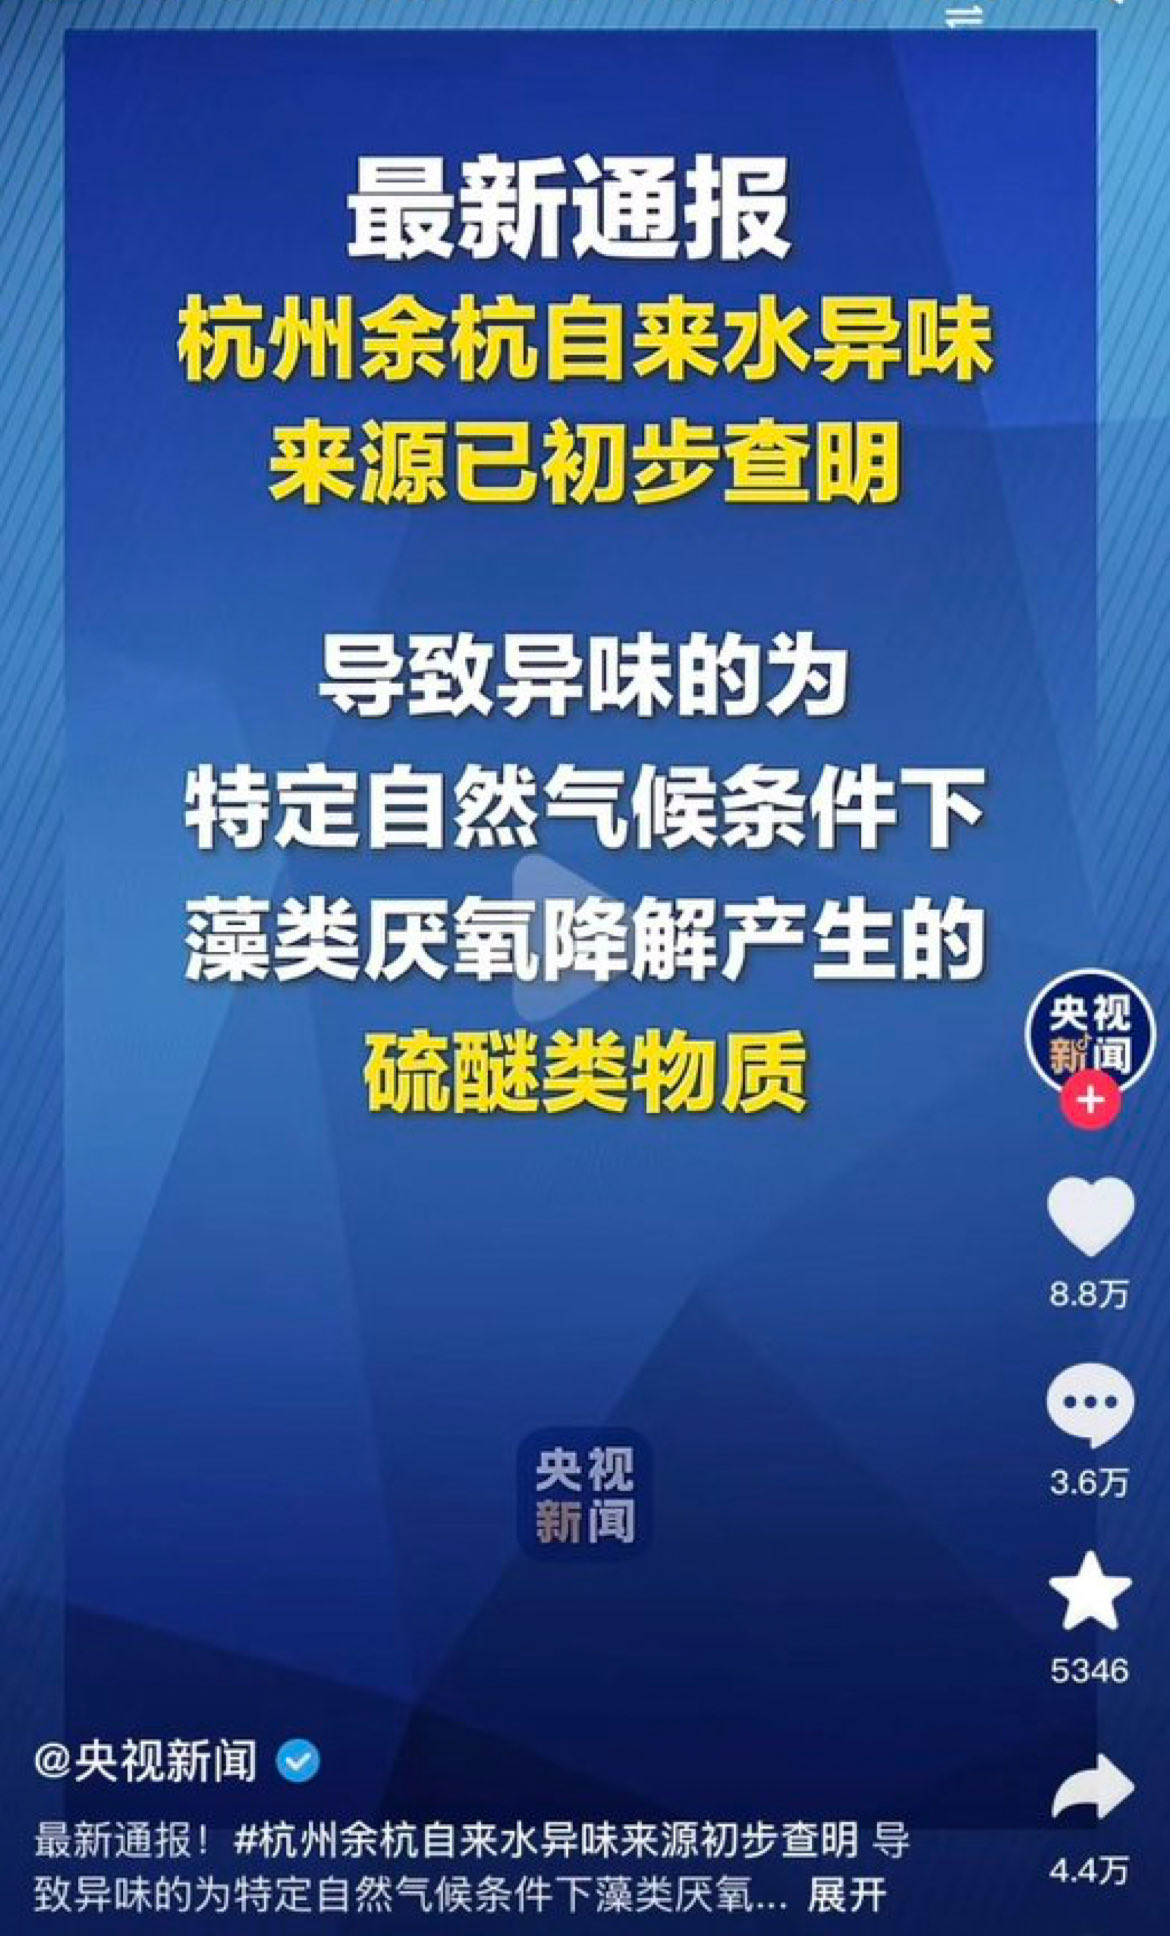 最新通报
杭州余杭自来水异味
来源已初步查明
导致异味的为
特定自然气候条件下
藻类厌氧降解产生的
硫醚类物质
央视
新闻
8.8万
3.6万
央视
新闻
5346
@央视新闻
4.4万
最新通报！#杭州余杭自来水异味来源初步查明 导
致异味的为特定自然气候条件下藻类厌氧... 展开